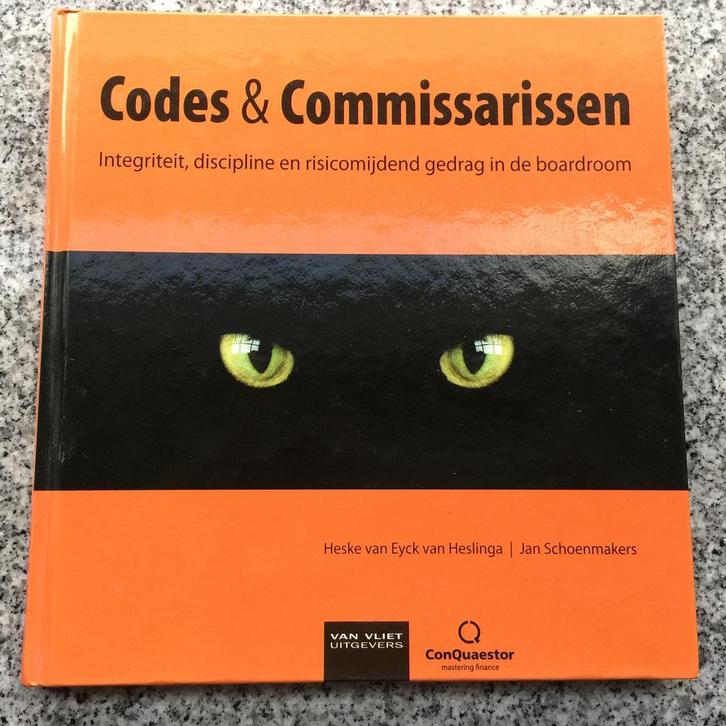 Codes & Commissarissen
Integriteit, discipline en risicomijdend gedrag in de boardroom
Heske van Eyck van Heslinga | Jan Schoenmakers
VAN VLIET
UITGEVERS
ConQuaestor
mastering finance